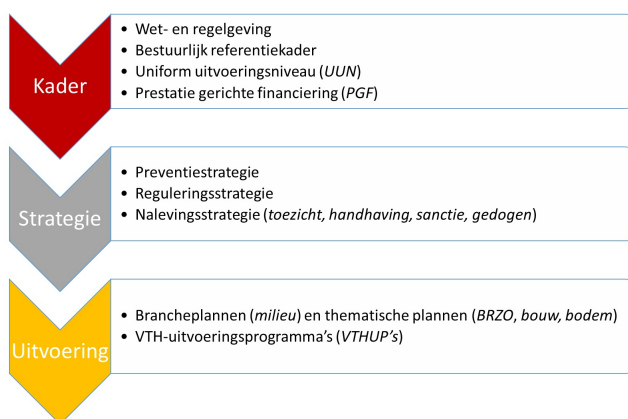 Kader
• Wet- en regelgeving
• Bestuurlijk referentiekader
• Uniform uitvoeringsniveau (UUN)
• Prestatie gerichte financiering (PGF)
Strategie
• Preventiestrategie
• Reguleringsstrategie
• Nalevingsstrategie (toezicht, handhaving, sanctie, gedogen)
Uitvoering
• Brancheplannen (milieu) en thematische plannen (BRZO, bouw, bodem)
• VTH-uitvoeringsprogramma’s (VTHUP’s)